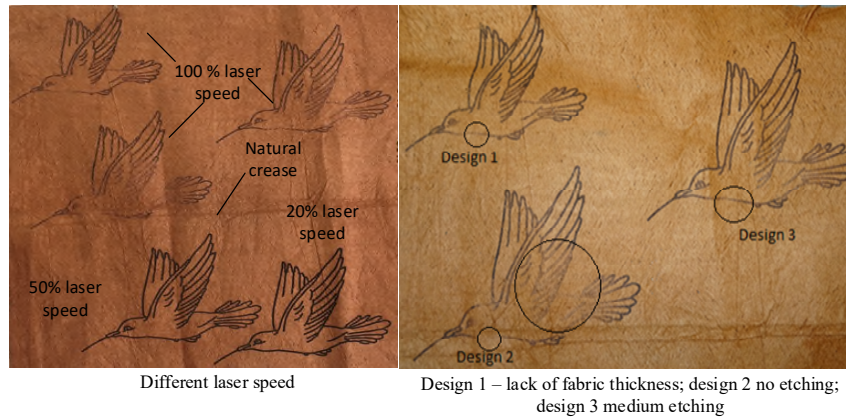 100 % laser
speed
Natural
crease
20% laser
speed
50% laser
speed
Design 1
Design 3
Design 2
Different laser speed
Design 1 – lack of fabric thickness; design 2 no etching;
design 3 medium etching